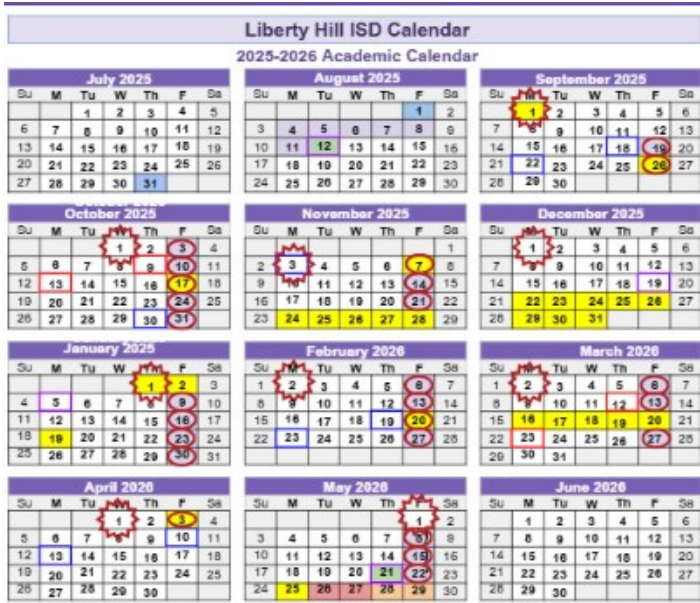 Liberty Hill ISD Calendar
2025-2026 Academic Calendar
July 2025
Su M Tu W Th F Sa
1 2 3 4 5
6 7 8 9 10 11 12
13 14 15 16 17 18 19
20 21 22 23 24 25 26
27 28 29 30 31
August 2025
Su M Tu W Th F Sa
1 2
3 4 5 6 7 8 9
10 11 12 13 14 15 16
17 18 19 20 21 22 23
24 25 26 27 28 29 30
September 2025
Su M Tu W Th F Sa
1 2 3 4 5 6
7 8 9 10 11 12 13
14 15 16 17 18 19 20
21 22 23 24 25 26 27
28 29 30
October 2025
Su M Tu W Th F Sa
1 2 3 4
5 6 7 8 9 10 11
12 13 14 15 16 17 18
19 20 21 22 23 24 25
26 27 28 29 30 31
November 2025
Su M Tu W Th F Sa
1
2 3 4 5 6 7 8
9 10 11 12 13 14 15
16 17 18 19 20 21 22
23 24 25 26 27 28 29
December 2025
Su M Tu W Th F Sa
1 2 3 4 5 6
7 8 9 10 11 12 13
14 15 16 17 18 19 20
21 22 23 24 25 26 27
28 29 30 31
January 2025
Su M Tu W Th F Sa
1 2 3
4 5 6 7 8 9 10
11 12 13 14 15 16 17
18 19 20 21 22 23 24
25 26 27 28 29 30 31
February 2026
Su M Tu W Th F Sa
1 2 3 4 5 6 7
8 9 10 11 12 13 14
15 16 17 18 19 20 21
22 23 24 25 26 27 28
March 2026
Su M Tu W Th F Sa
1 2 3 4 5 6 7
8 9 10 11 12 13 14
15 16 17 18 19 20 21
22 23 24 25 26 27 28
29 30 31
April 2026
Su M Tu W Th F Sa
1 2 3 4
5 6 7 8 9 10 11
12 13 14 15 16 17 18
19 20 21 22 23 24 25
26 27 28 29 30
May 2026
Su M Tu W Th F Sa
1 2
3 4 5 6 7 8 9
10 11 12 13 14 15 16
17 18 19 20 21 22 23
24 25 26 27 28 29 30
June 2026
Su M Tu W Th F Sa
1 2 3 4 5 6
7 8 9 10 11 12 13
14 15 16 17 18 19 20
21 22 23 24 25 26 27
28 29 30